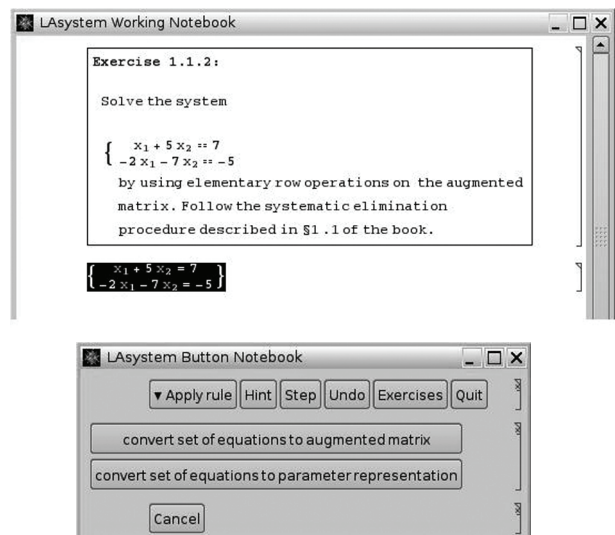 LAsystem Working Notebook
Exercise 1.1.2:
Solve the system
{ x₁ + 5 x₂ == 7
-2 x₁ - 7 x₂ == -5
by using elementary row operations on the augmented
matrix. Follow the systematic elimination
procedure described in §1.1 of the book.
{ x₁ + 5 x₂ = 7
-2 x₁ - 7 x₂ = -5 }
LAsystem Button Notebook
▾ Apply rule Hint Step Undo Exercises Quit
convert set of equations to augmented matrix
convert set of equations to parameter representation
Cancel